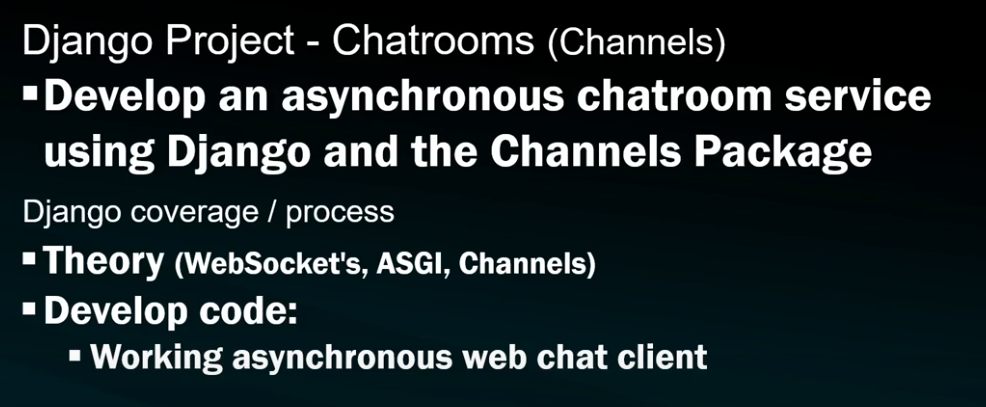 Django Project - Chatrooms (Channels)
▪Develop an asynchronous chatroom service
using Django and the Channels Package
Django coverage / process
▪Theory (WebSocket's, ASGI, Channels)
▪Develop code:
▪Working asynchronous web chat client